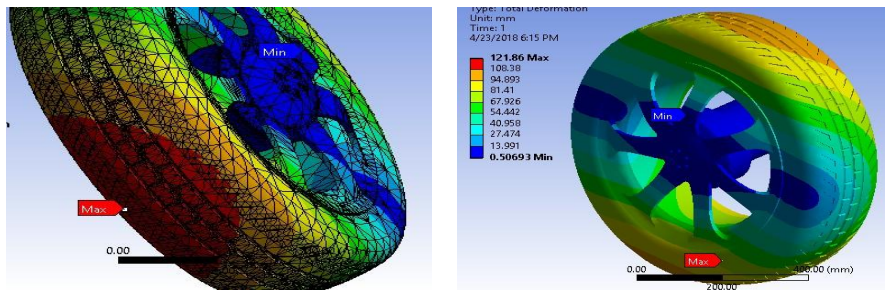 Min
Max
0.00
Type: Total Deformation
Unit: mm
Time: 1
4/23/2018 6:15 PM
121.86 Max
108.38
94.893
81.41
67.926
54.442
40.958
27.474
13.991
0.50693 Min
Min
Max
0.00
400.00 (mm)
200.00